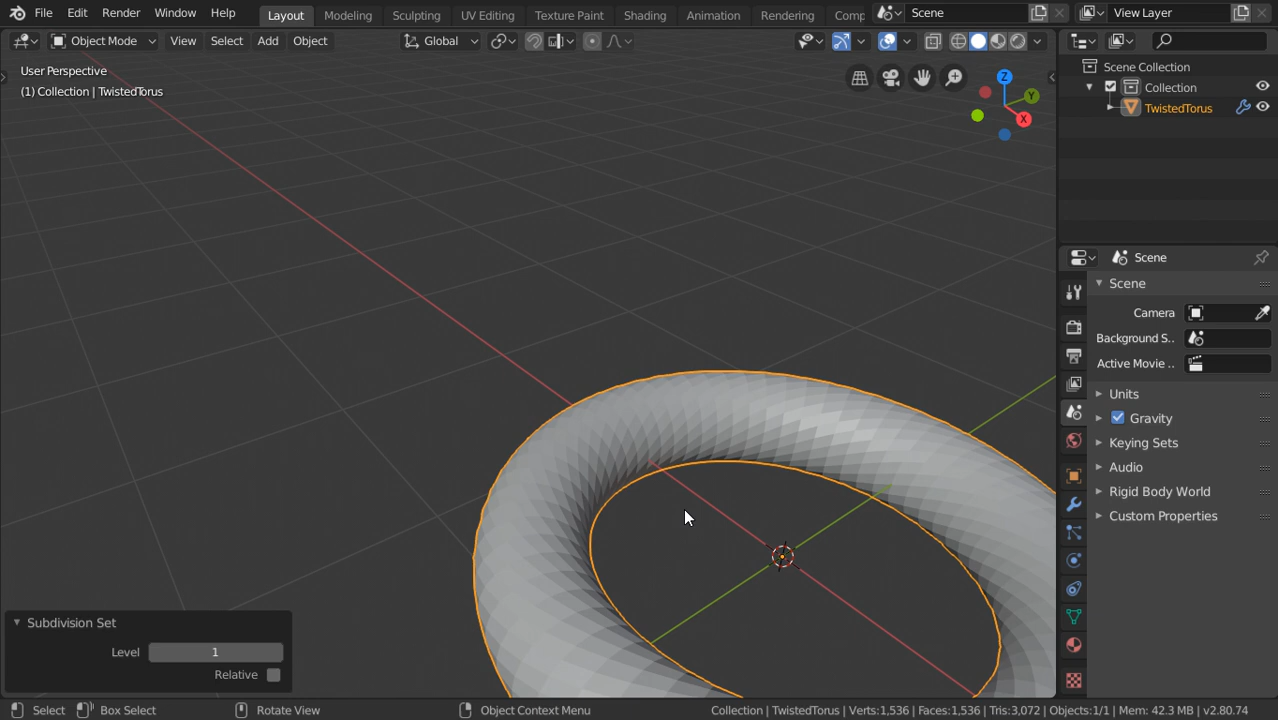 File Edit Render Window Help Layout Modeling Sculpting UV Editing Texture Paint Shading Animation Rendering Comp Scene View Layer
Object Mode View Select Add Object Global
User Perspective
(1) Collection | TwistedTorus
Z
Y
X
Scene Collection
Collection
TwistedTorus
Scene
Scene
Camera
Background S..
Active Movie ..
Units
Gravity
Keying Sets
Audio
Rigid Body World
Custom Properties
Subdivision Set
Level 1
Relative
Select Box Select Rotate View Object Context Menu Collection | TwistedTorus | Verts:1,536 | Faces:1,536 | Tris:3,072 | Objects:1/1 | Mem: 42.3 MB | v2.80.74